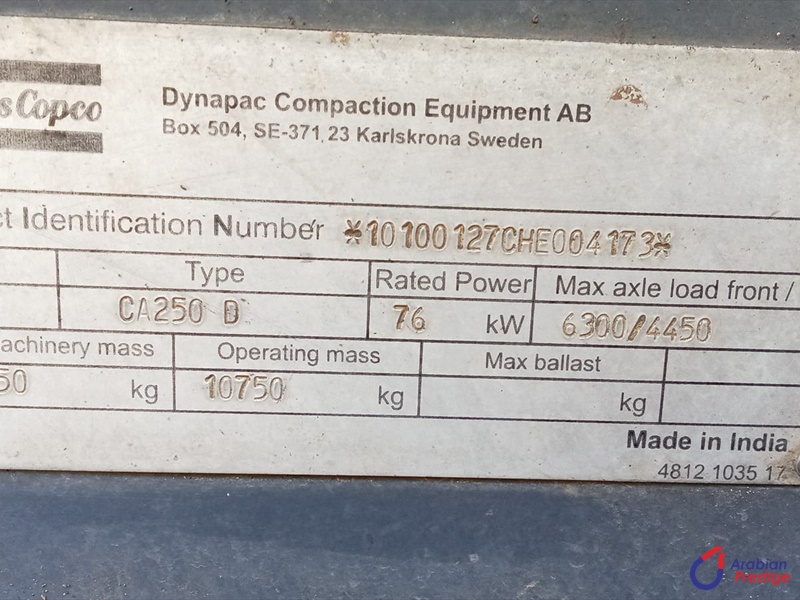 s Copco
Dynapac Compaction Equipment AB
Box 504, SE-371 23 Karlskrona Sweden
ct Identification Number *10100127CHE004173*
Type Rated Power Max axle load front /
CA250 D 76 kW 6300/4450
achinery mass Operating mass Max ballast
50 kg 10750 kg kg
Made in India
4812 1035 17
Arabian
Prestige